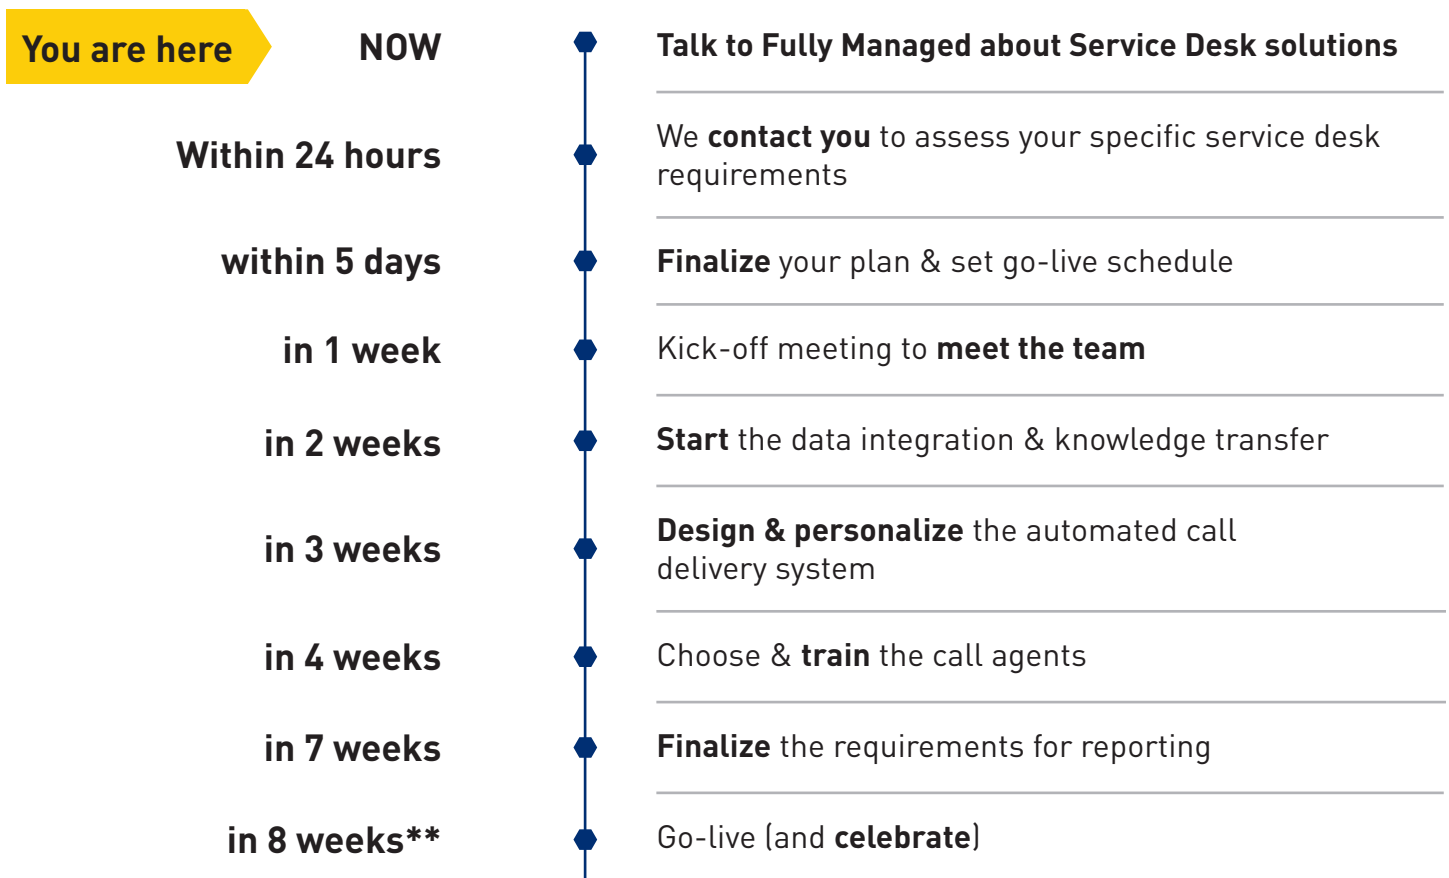 You are here
NOW
Talk to Fully Managed about Service Desk solutions
Within 24 hours
We contact you to assess your specific service desk
requirements
within 5 days
Finalize your plan & set go-live schedule
in 1 week
Kick-off meeting to meet the team
in 2 weeks
Start the data integration & knowledge transfer
in 3 weeks
Design & personalize the automated call
delivery system
in 4 weeks
Choose & train the call agents
in 7 weeks
Finalize the requirements for reporting
in 8 weeks**
Go-live (and celebrate)